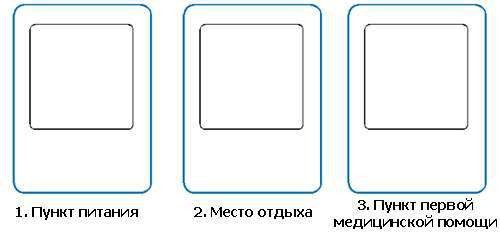 1. Пункт питания
2. Место отдыха
3. Пункт первой
медицинской помощи